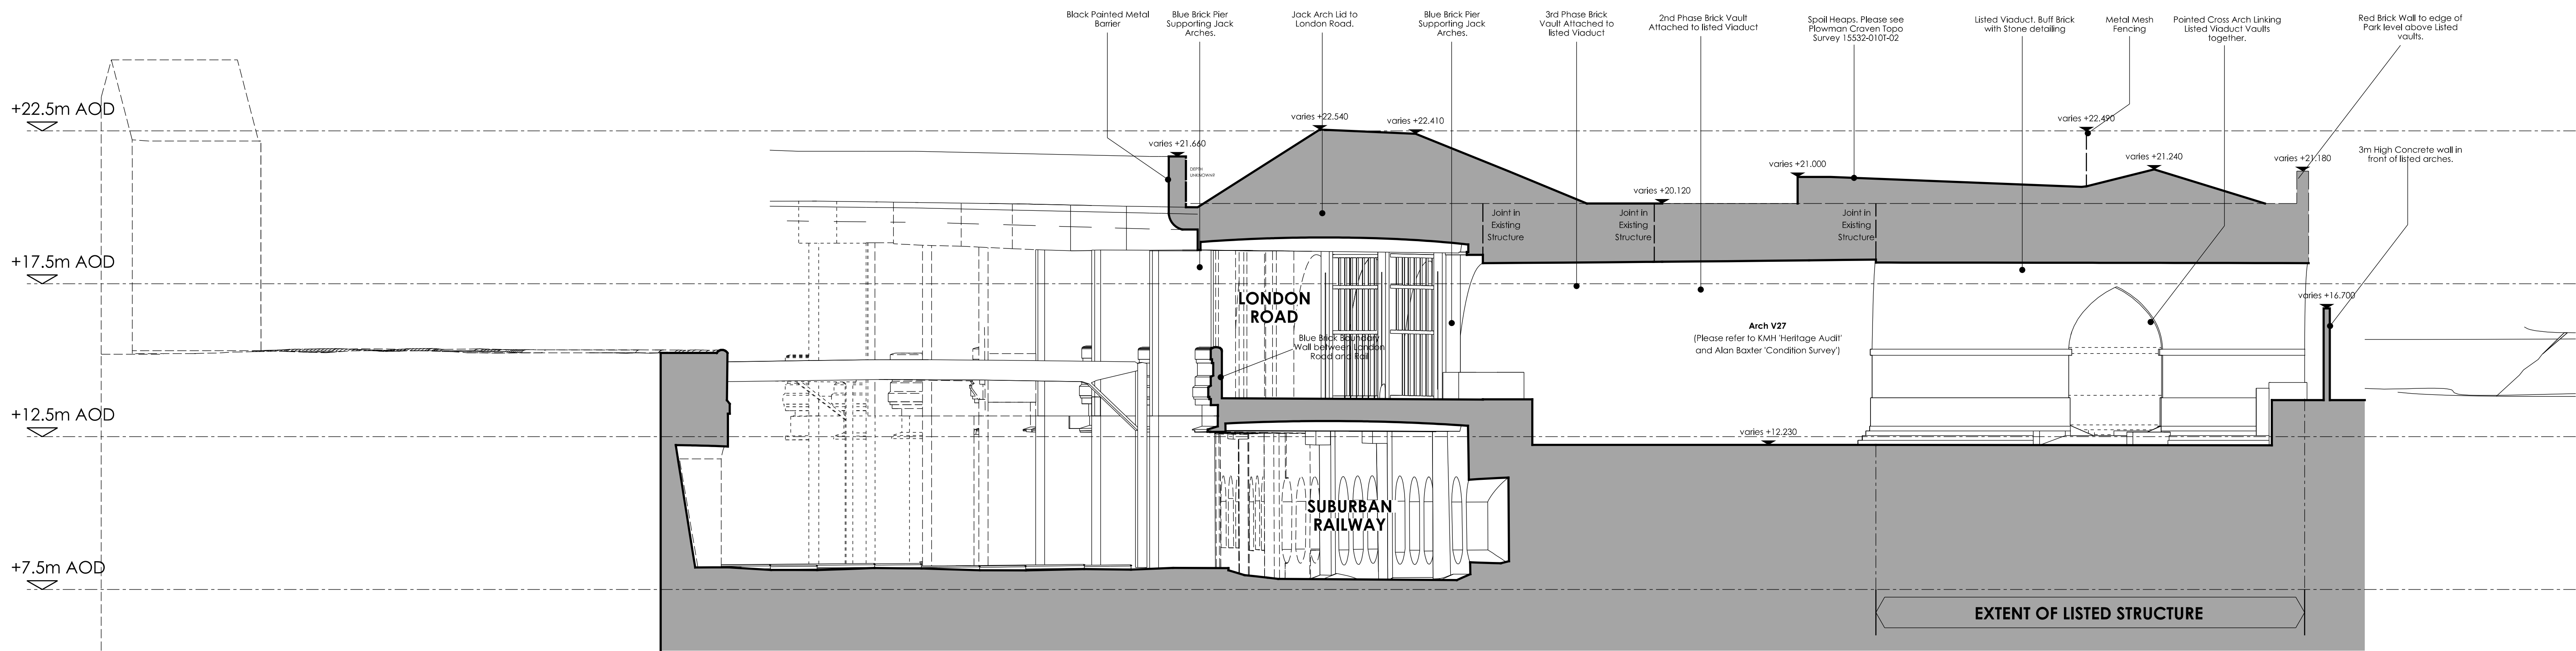 Black Painted Metal
Barrier
Blue Brick Pier
Supporting Jack
Arches.
Jack Arch Lid to
London Road.
Blue Brick Pier
Supporting Jack
Arches.
3rd Phase Brick
Vault Attached to
listed Viaduct
2nd Phase Brick Vault
Attached to listed Viaduct
Spoil Heaps. Please see
Plowman Craven Topo
Survey 15532-010T-02
Listed Viaduct. Buff Brick
with Stone detailing
Metal Mesh
Fencing
Pointed Cross Arch Linking
Listed Viaduct Vaults
together.
Red Brick Wall to edge of
Park level above Listed
vaults.
+22.5m AOD
varies +22.540
varies +22.410
varies +22.490
varies +21.660
varies +21.000
varies +21.240
varies +21.180
3m High Concrete wall in
front of listed arches.
DEPTH
UNKNOWN!!
varies +20.120
Joint in
Existing
Structure
Joint in
Existing
Structure
Joint in
Existing
Structure
+17.5m AOD
LONDON
ROAD
varies +16.700
Blue Brick Boundary
Wall between London
Road and Rail
Arch V27
(Please refer to KMH 'Heritage Audit'
and Alan Baxter 'Condition Survey')
+12.5m AOD
varies +12.230
SUBURBAN
RAILWAY
+7.5m AOD
EXTENT OF LISTED STRUCTURE